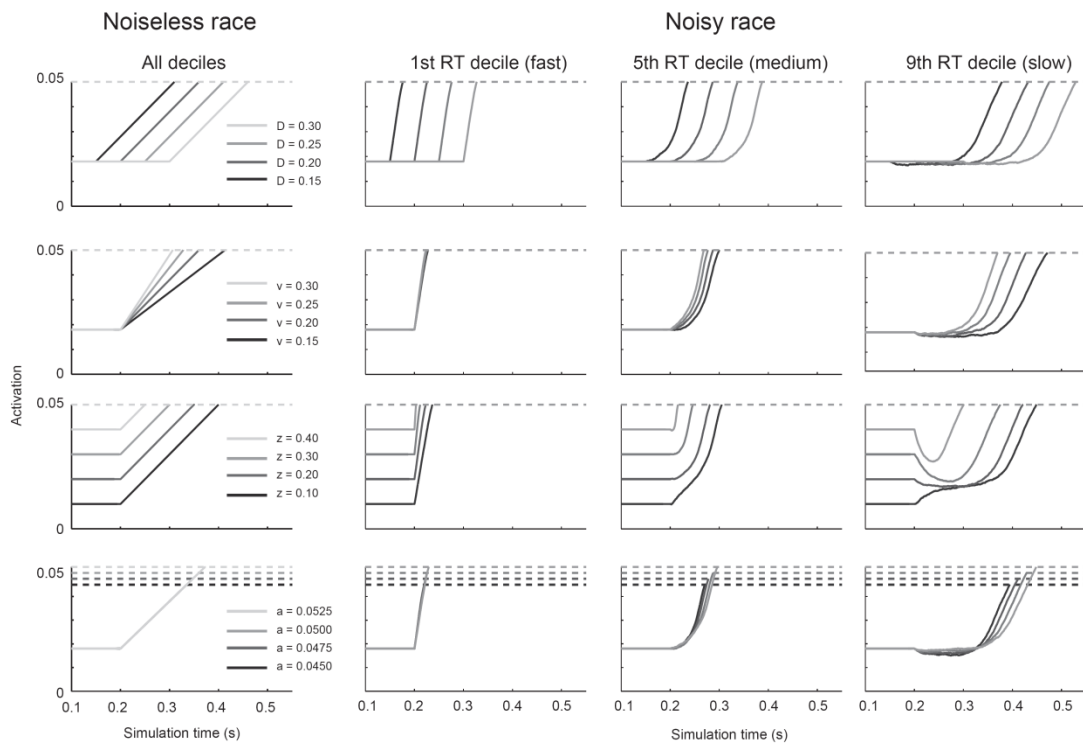 Noiseless race
Noisy race
All deciles
1st RT decile (fast)
5th RT decile (medium)
9th RT decile (slow)
0.05
D = 0.30
D = 0.25
D = 0.20
D = 0.15
0
0.05
v = 0.30
v = 0.25
v = 0.20
v = 0.15
0
Activation
0.05
z = 0.40
z = 0.30
z = 0.20
z = 0.10
0
0.05
a = 0.0525
a = 0.0500
a = 0.0475
a = 0.0450
0
0.1 0.2 0.3 0.4 0.5
0.1 0.2 0.3 0.4 0.5
0.1 0.2 0.3 0.4 0.5
0.1 0.2 0.3 0.4 0.5
Simulation time (s)
Simulation time (s)